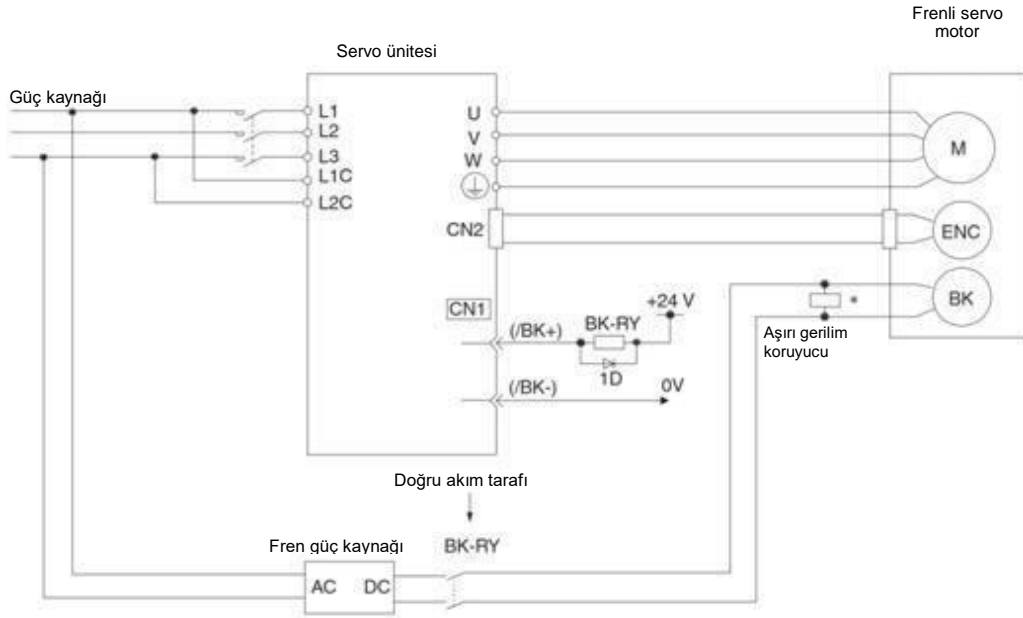 Frenli servo
motor
Servo ünitesi
Güç kaynağı
L1
L2
L3
L1C
L2C
U
V
W
M
CN2
ENC
CN1
+24 V
(/BK+)
BK-RY
1D
(/BK-)
0V
BK
*
Aşırı gerilim
koruyucu
Doğru akım tarafı
BK-RY
Fren güç kaynağı
AC
DC